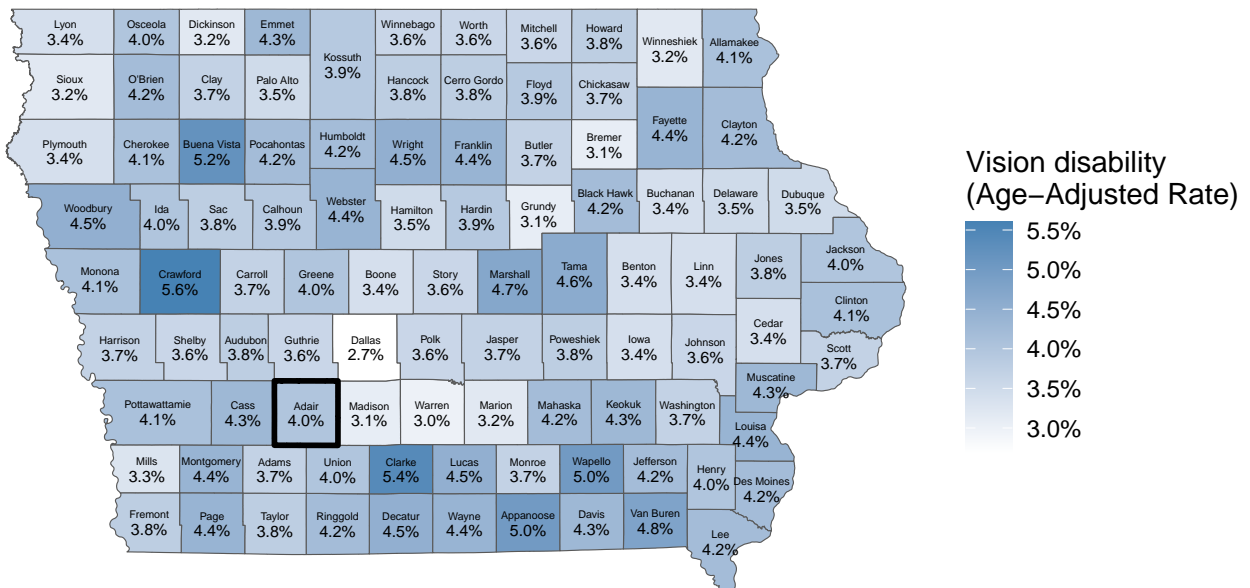 Lyon
3.4%
Osceola
4.0%
Dickinson
3.2%
Emmet
4.3%
Kossuth
3.9%
Winnebago
3.6%
Worth
3.6%
Mitchell
3.6%
Howard
3.8%
Winneshiek
3.2%
Allamakee
4.1%
Sioux
3.2%
O'Brien
4.2%
Clay
3.7%
Palo Alto
3.5%
Hancock
3.8%
Cerro Gordo
3.8%
Floyd
3.9%
Chickasaw
3.7%
Fayette
4.4%
Clayton
4.2%
Plymouth
3.4%
Cherokee
4.1%
Buena Vista
5.2%
Pocahontas
4.2%
Humboldt
4.2%
Wright
4.5%
Franklin
4.4%
Butler
3.7%
Bremer
3.1%
Woodbury
4.5%
Ida
4.0%
Sac
3.8%
Calhoun
3.9%
Webster
4.4%
Hamilton
3.5%
Hardin
3.9%
Grundy
3.1%
Black Hawk
4.2%
Buchanan
3.4%
Delaware
3.5%
Dubuque
3.5%
Monona
4.1%
Crawford
5.6%
Carroll
3.7%
Greene
4.0%
Boone
3.4%
Story
3.6%
Marshall
4.7%
Tama
4.6%
Benton
3.4%
Linn
3.4%
Jones
3.8%
Jackson
4.0%
Clinton
4.1%
Harrison
3.7%
Shelby
3.6%
Audubon
3.8%
Guthrie
3.6%
Dallas
2.7%
Polk
3.6%
Jasper
3.7%
Poweshiek
3.8%
Iowa
3.4%
Johnson
3.6%
Cedar
3.4%
Scott
3.7%
Muscatine
4.3%
Pottawattamie
4.1%
Cass
4.3%
Adair
4.0%
Madison
3.1%
Warren
3.0%
Marion
3.2%
Mahaska
4.2%
Keokuk
4.3%
Washington
3.7%
Louisa
4.4%
Mills
3.3%
Montgomery
4.4%
Adams
3.7%
Union
4.0%
Clarke
5.4%
Lucas
4.5%
Monroe
3.7%
Wapello
5.0%
Jefferson
4.2%
Henry
4.0%
Des Moines
4.2%
Fremont
3.8%
Page
4.4%
Taylor
3.8%
Ringgold
4.2%
Decatur
4.5%
Wayne
4.4%
Appanoose
5.0%
Davis
4.3%
Van Buren
4.8%
Lee
4.2%
Vision disability
(Age−Adjusted Rate)
5.5%
5.0%
4.5%
4.0%
3.5%
3.0%